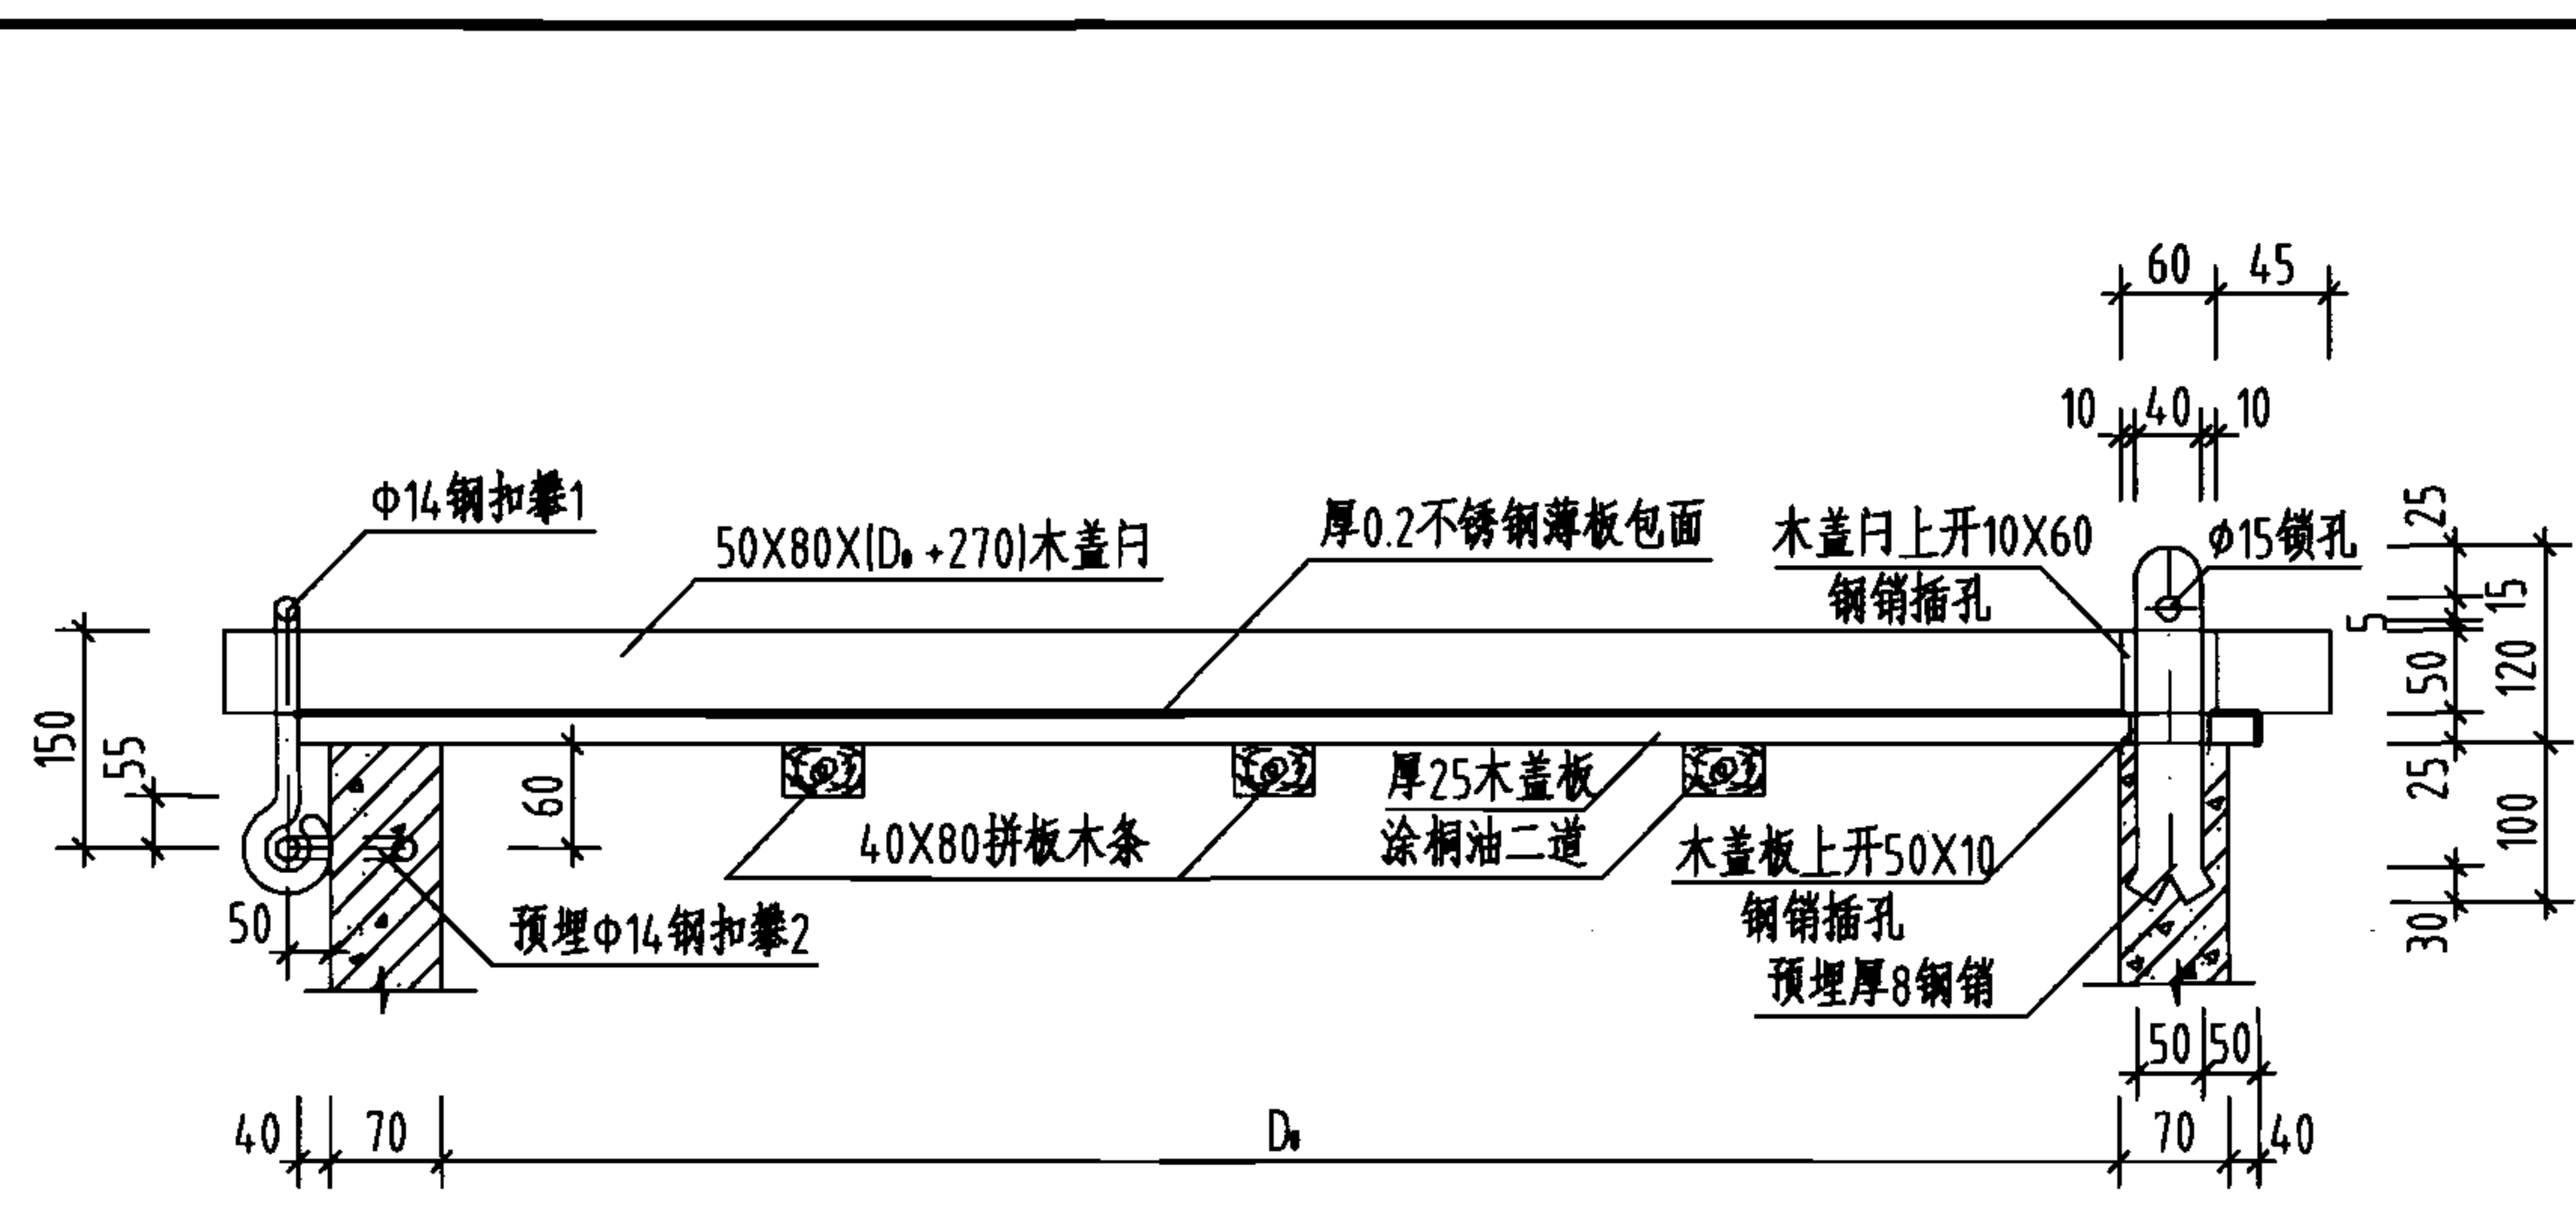 60 45
10 40 10
Φ14钢扣攀1
50X80X(D₀+270)木盖闩
厚0.2不锈钢薄板包面
木盖闩上开10X60
钢销插孔
φ15锁孔
25
15
5
50
120
150
55
60
厚25木盖板
涂桐油二道
25
100
40X80拼板木条
木盖板上开50X10
钢销插孔
50
预埋Φ14钢扣攀2
30
预埋厚8钢销
50 50
40 70 D₀ 70 40